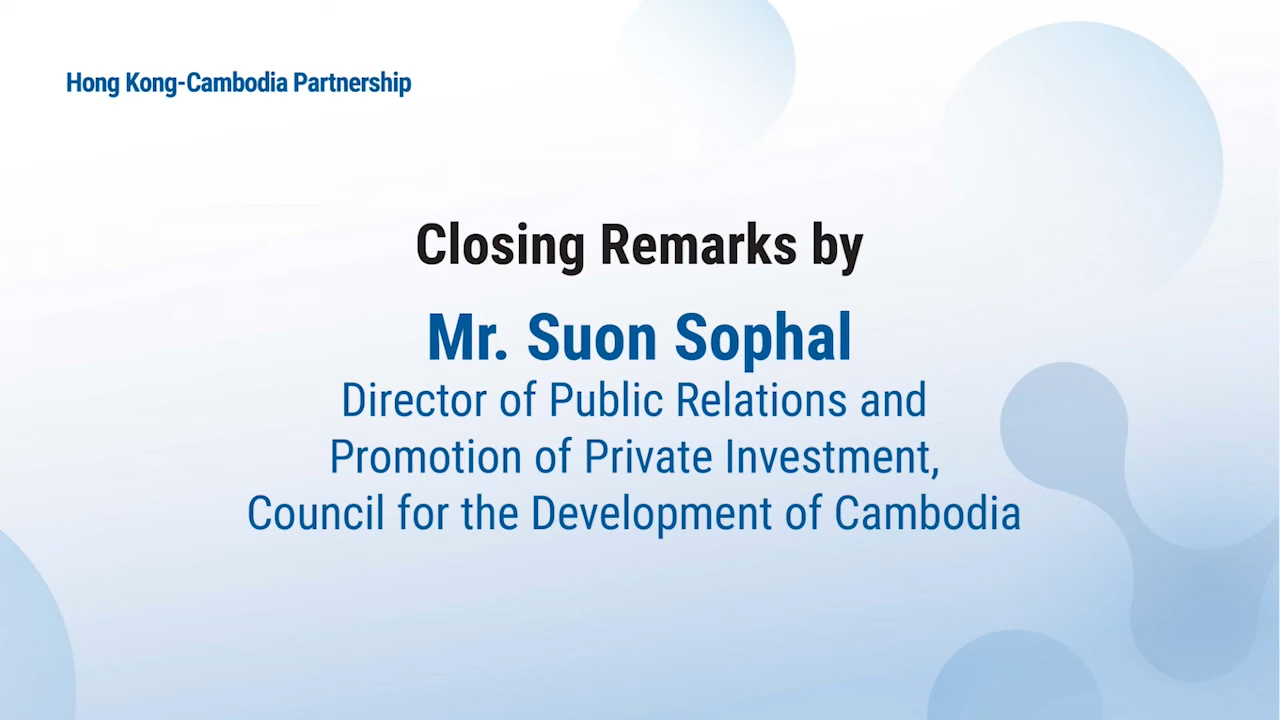 Hong Kong-Cambodia Partnership
Closing Remarks by
Mr. Suon Sophal
Director of Public Relations and
Promotion of Private Investment,
Council for the Development of Cambodia